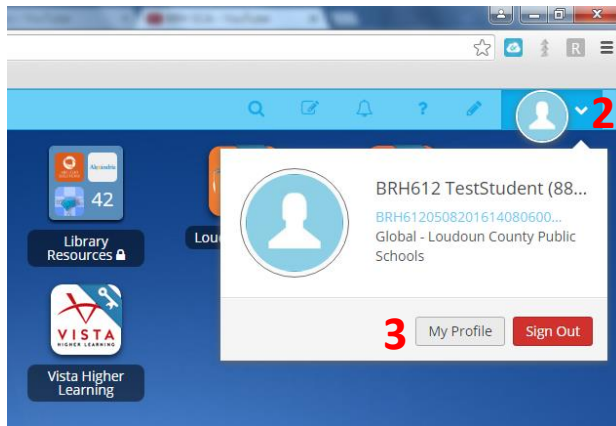 R
?
2
42
Library
Resources
Lou
VISTA
HIGHER LEARNING
Vista Higher
Learning
BRH612 TestStudent (88...
BRH6120508201614080600...
Global - Loudoun County Public
Schools
3
My Profile
Sign Out